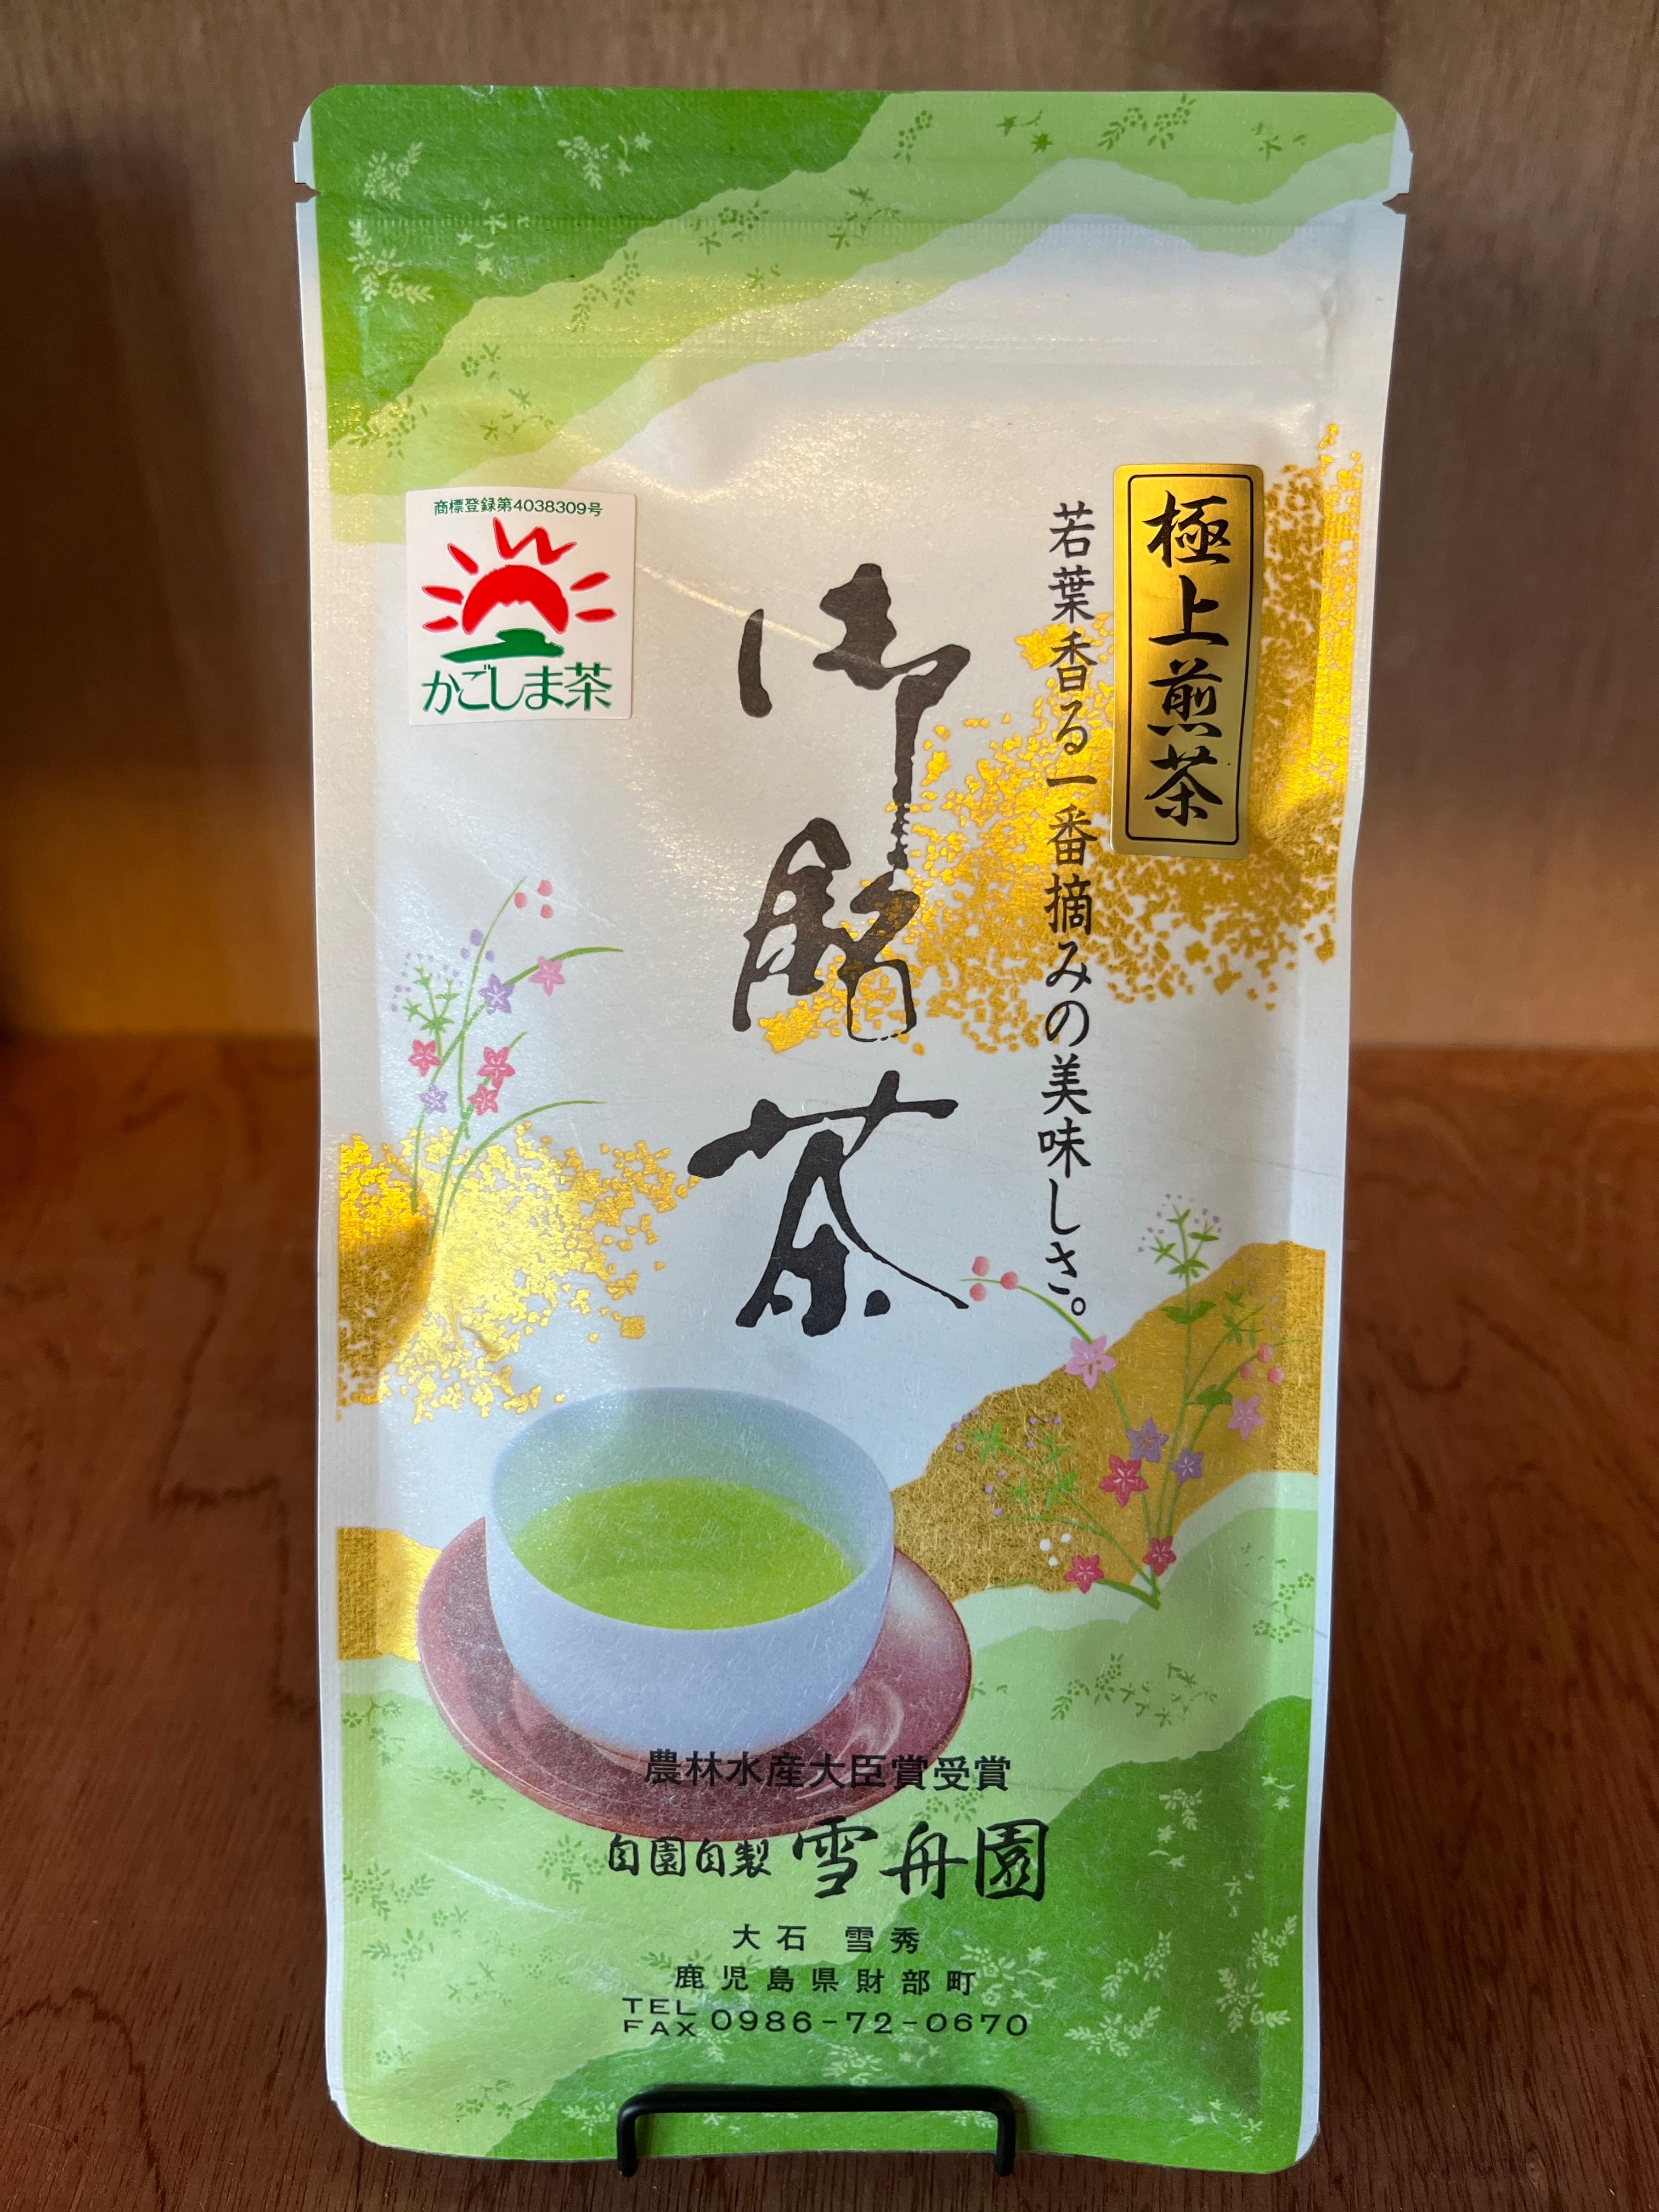 極上煎茶
若葉香る一番摘みの美味しさ。
御銘茶
商標登録第4038309号
かごしま茶
農林水産大臣賞受賞
自園自製 雪舟園
大石 雪秀
鹿児島県財部町
TEL
FAX 0986-72-0670